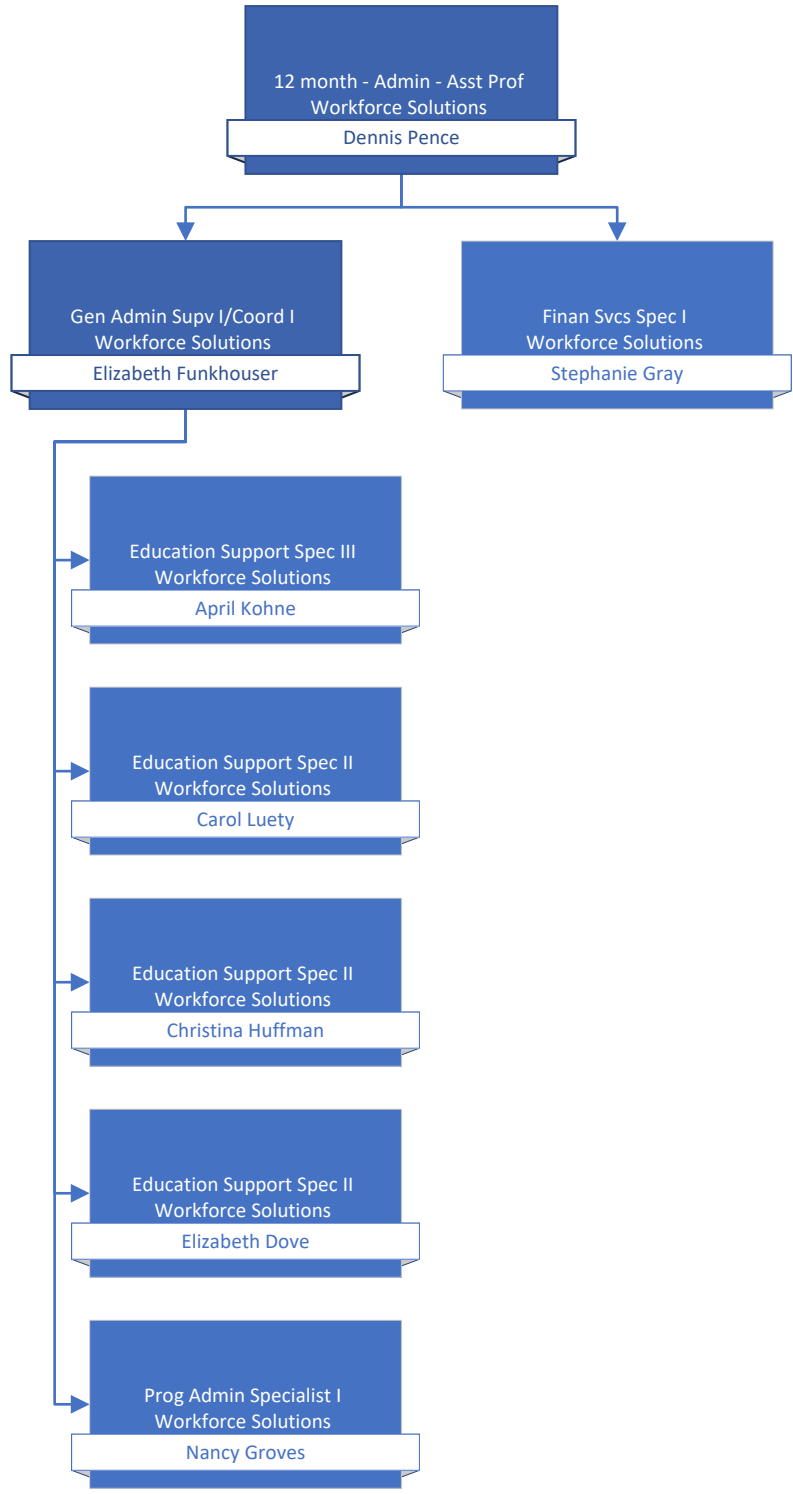 12 month - Admin - Asst Prof
Workforce Solutions
Dennis Pence
Gen Admin Supv I/Coord I
Workforce Solutions
Elizabeth Funkhouser
Finan Svcs Spec I
Workforce Solutions
Stephanie Gray
Education Support Spec III
Workforce Solutions
April Kohne
Education Support Spec II
Workforce Solutions
Carol Luety
Education Support Spec II
Workforce Solutions
Christina Huffman
Education Support Spec II
Workforce Solutions
Elizabeth Dove
Prog Admin Specialist I
Workforce Solutions
Nancy Groves